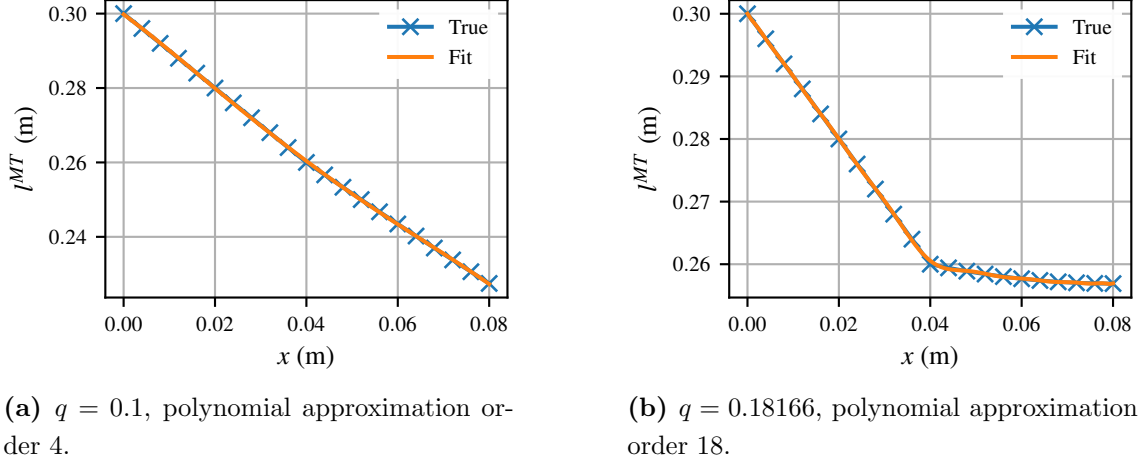 0.30
0.28
0.26
0.24
l^{MT} (m)
0.00 0.02 0.04 0.06 0.08
x (m)
True
Fit
(a) q = 0.1, polynomial approximation or-
der 4.
0.30
0.29
0.28
0.27
0.26
l^{MT} (m)
0.00 0.02 0.04 0.06 0.08
x (m)
True
Fit
(b) q = 0.18166, polynomial approximation
order 18.